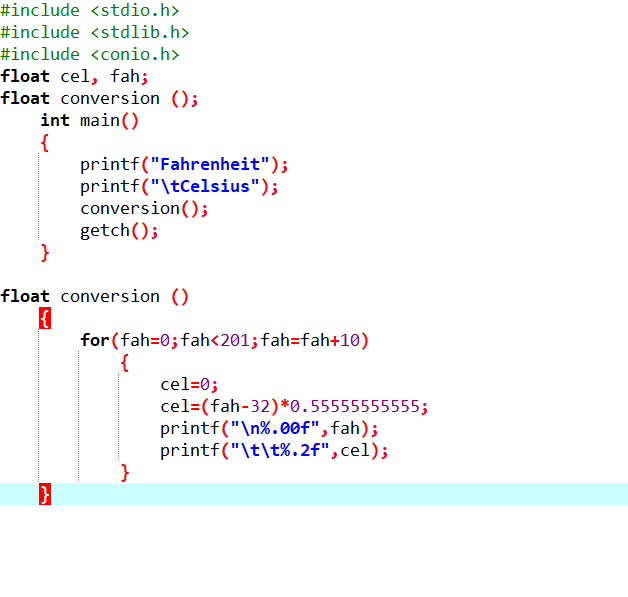 #include <stdio.h>
#include <stdlib.h>
#include <conio.h>
float cel, fah;
float conversion ();
    int main()
    {
        printf("Fahrenheit");
        printf("\tCelsius");
        conversion();
        getch();
    }

float conversion ()
    {
        for(fah=0;fah<201;fah=fah+10)
            {
                cel=0;
                cel=(fah-32)*0.55555555555;
                printf("\n%.00f",fah);
                printf("\t\t%.2f",cel);
            }
    }